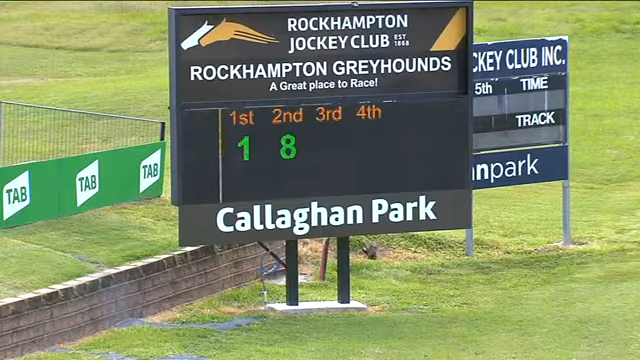 ROCKHAMPTON
JOCKEY CLUB EST 1868
ROCKHAMPTON GREYHOUNDS
A Great place to Race!
1st 2nd 3rd 4th
1 8
Callaghan Park
CKEY CLUB INC.
5th TIME
TRACK
npark
TAB
TAB
TAB